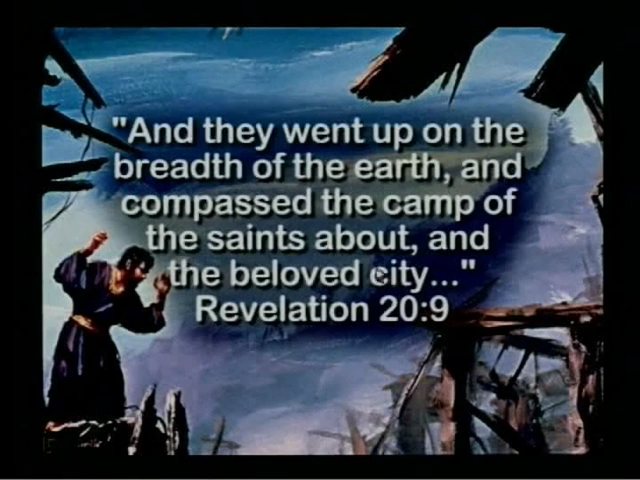 "And they went up on the
breadth of the earth, and
compassed the camp of
the saints about, and
the beloved city..."
Revelation 20:9